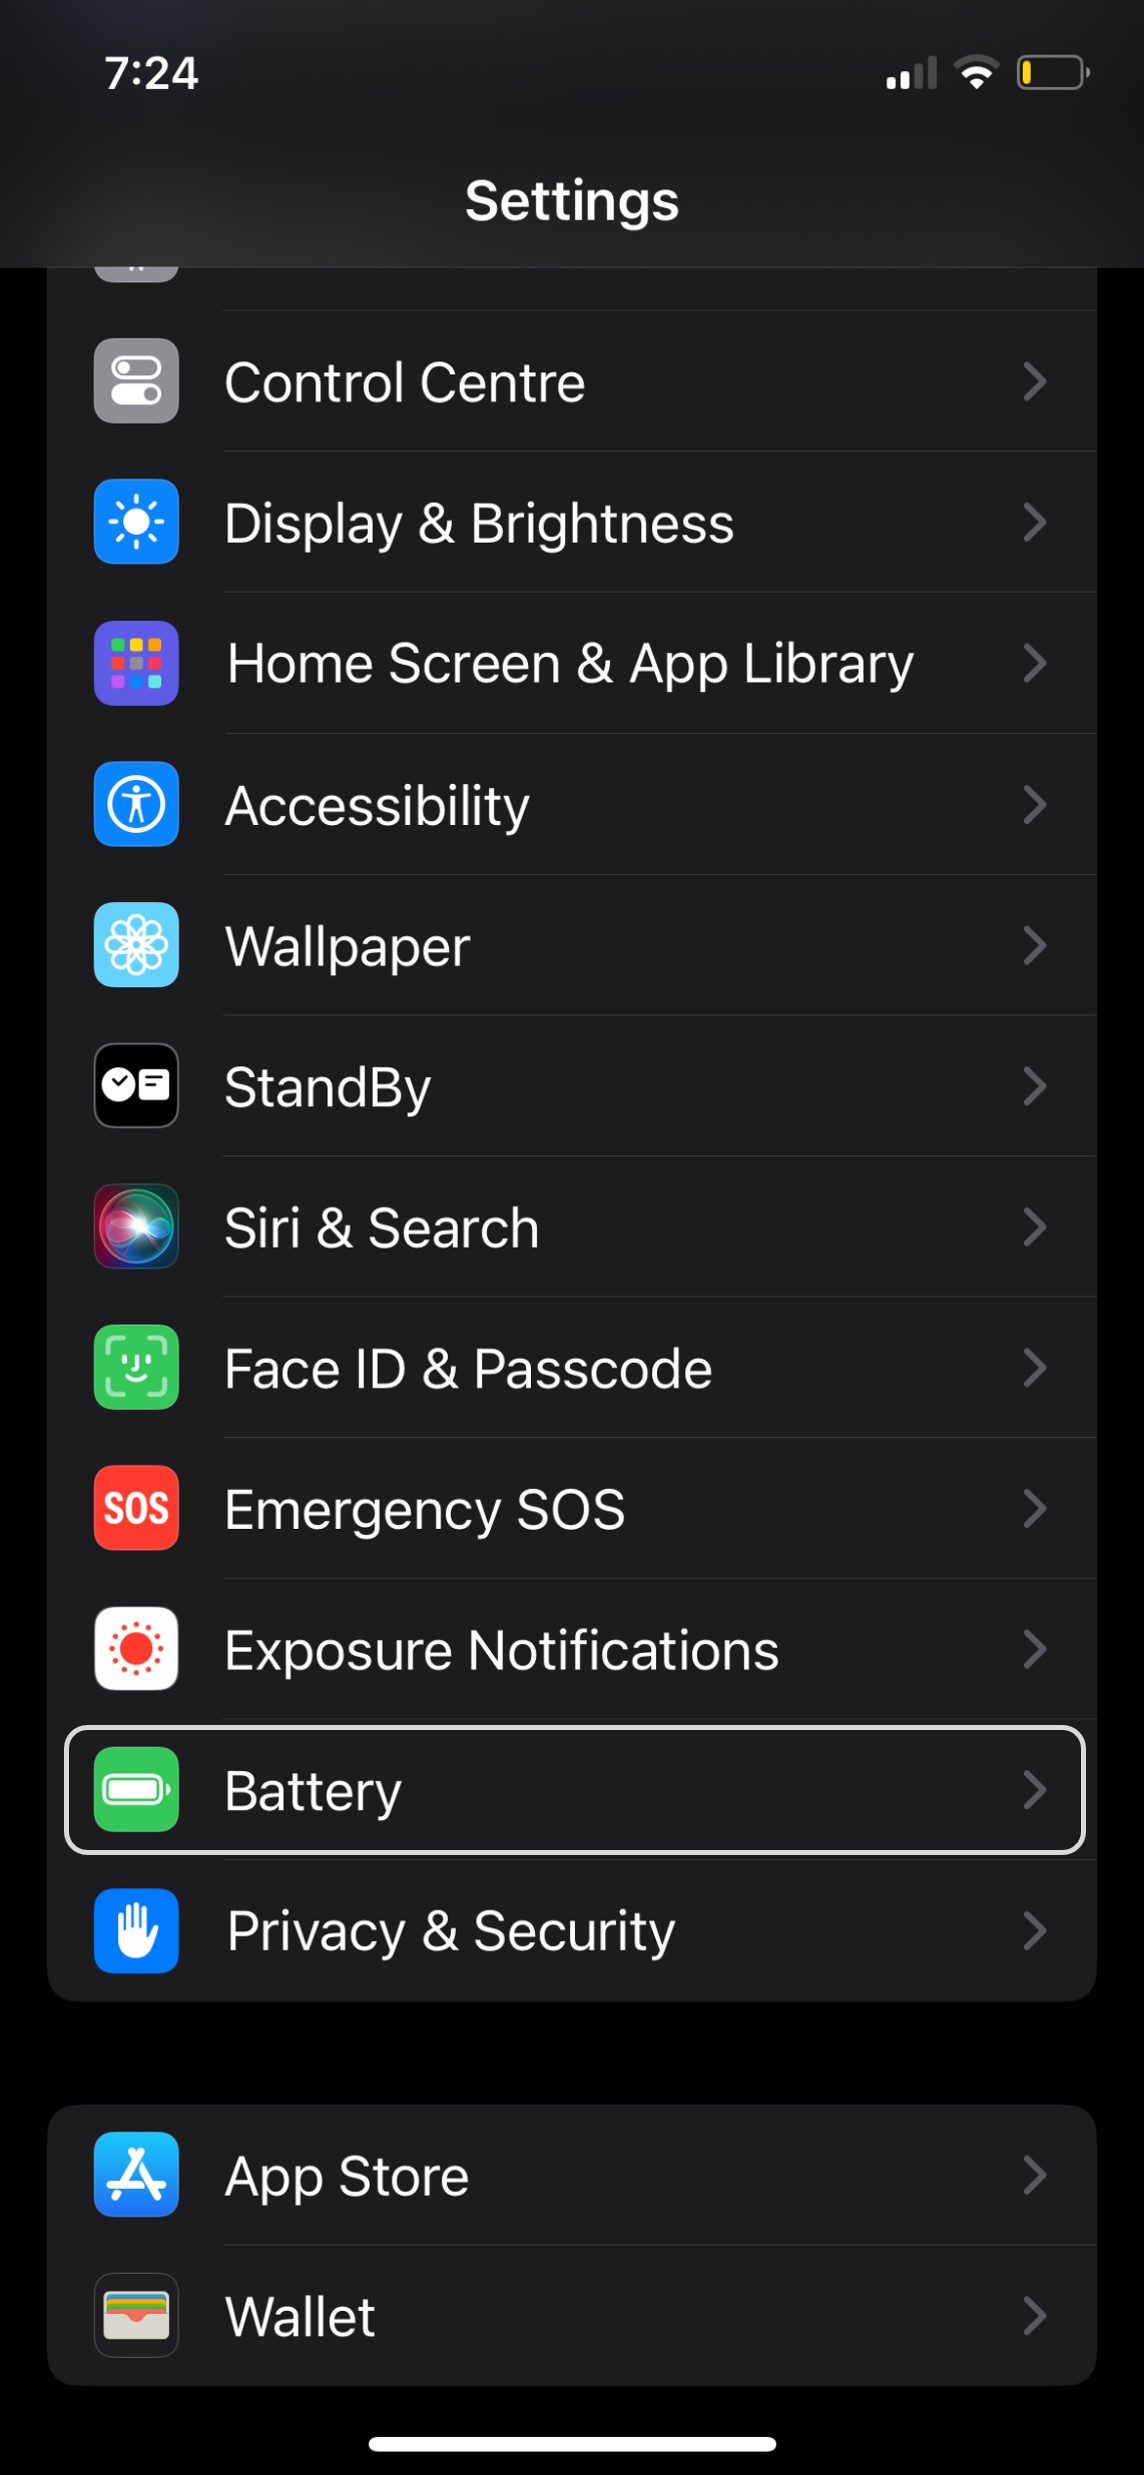 7:24
Settings
Control Centre
Display & Brightness
Home Screen & App Library
Accessibility
Wallpaper
StandBy
Siri & Search
Face ID & Passcode
SOS
Emergency SOS
Exposure Notifications
Battery
Privacy & Security
App Store
Wallet